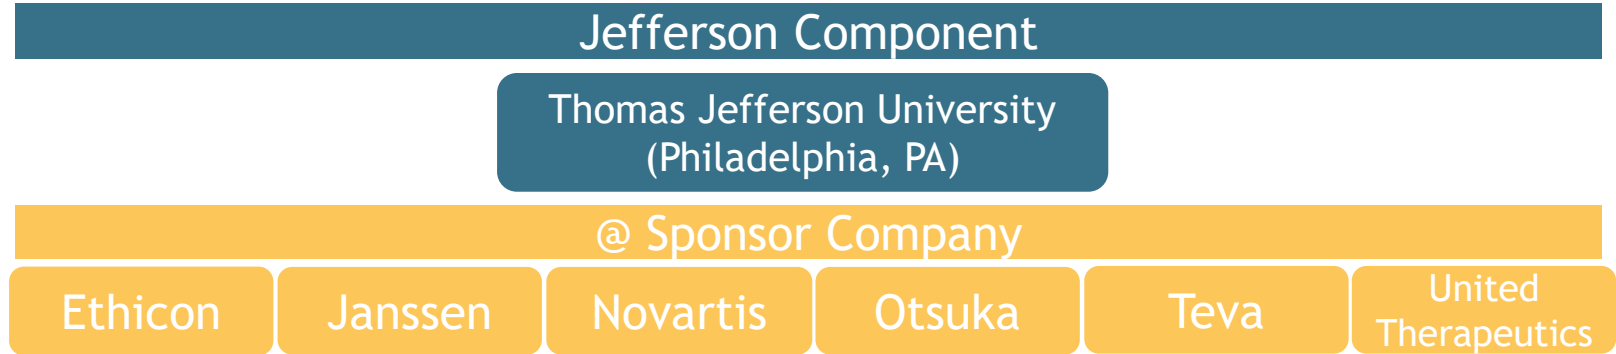 Jefferson Component
Thomas Jefferson University
(Philadelphia, PA)
@ Sponsor Company
Ethicon
Janssen
Novartis
Otsuka
Teva
United
Therapeutics